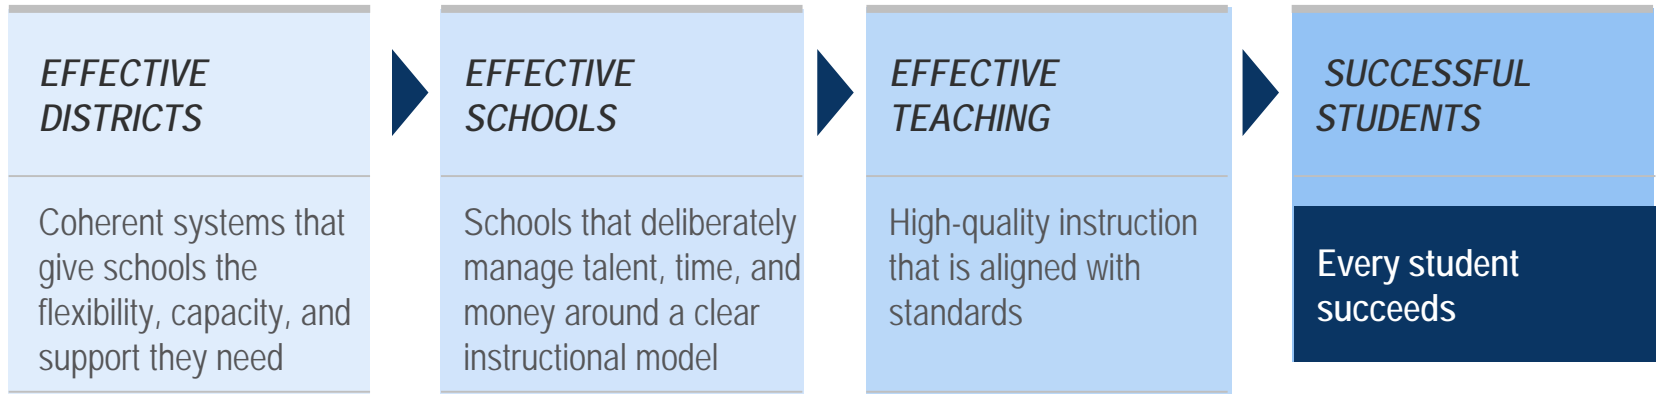 EFFECTIVE
DISTRICTS
Coherent systems that
give schools the
flexibility, capacity, and
support they need
EFFECTIVE
SCHOOLS
Schools that deliberately
manage talent, time, and
money around a clear
instructional model
EFFECTIVE
TEACHING
High-quality instruction
that is aligned with
standards
SUCCESSFUL
STUDENTS
Every student
succeeds